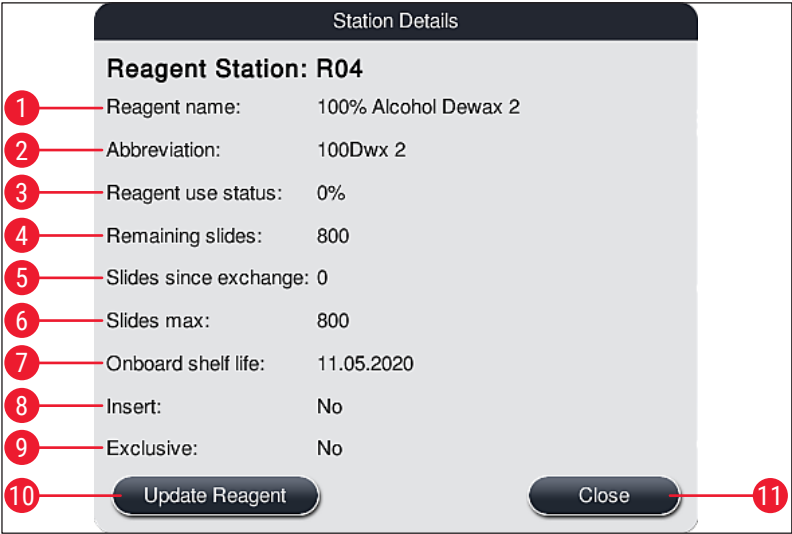 Station Details
Reagent Station: R04
1 Reagent name: 100% Alcohol Dewax 2
2 Abbreviation: 100Dwx 2
3 Reagent use status: 0%
4 Remaining slides: 800
5 Slides since exchange: 0
6 Slides max: 800
7 Onboard shelf life: 11.05.2020
8 Insert: No
9 Exclusive: No
10 Update Reagent Close 11